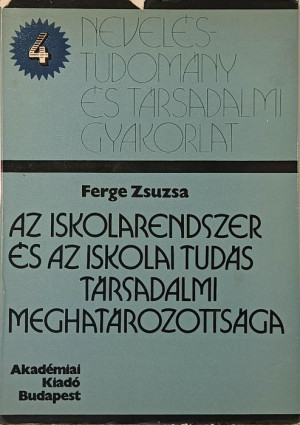 4
NEVELÉS-
TUDOMÁNY
ÉS TÁRSADALMI
GYAKORLAT
Ferge Zsuzsa
AZ ISKOLARENDSZER
ÉS AZ ISKOLAI TUDÁS
TÁRSADALMI
MEGHATÁROZOTTSÁGA
Akadémiai
Kiadó
Budapest